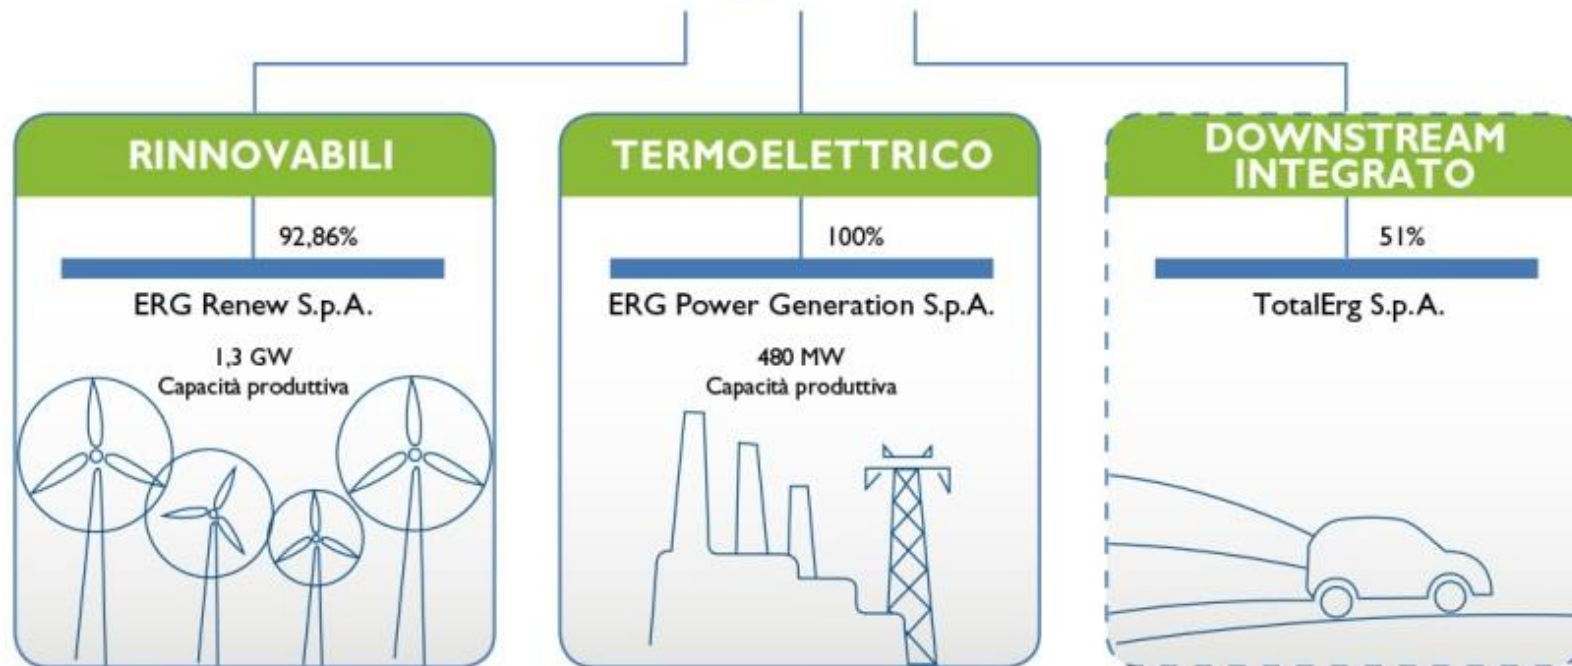 RINNOVABILI
92,86%
ERG Renew S.p.A.
1,3 GW
Capacità produttiva
TERMOELETTRICO
100%
ERG Power Generation S.p.A.
480 MW
Capacità produttiva
DOWNSTREAM
INTEGRATO
51%
TotalErg S.p.A.